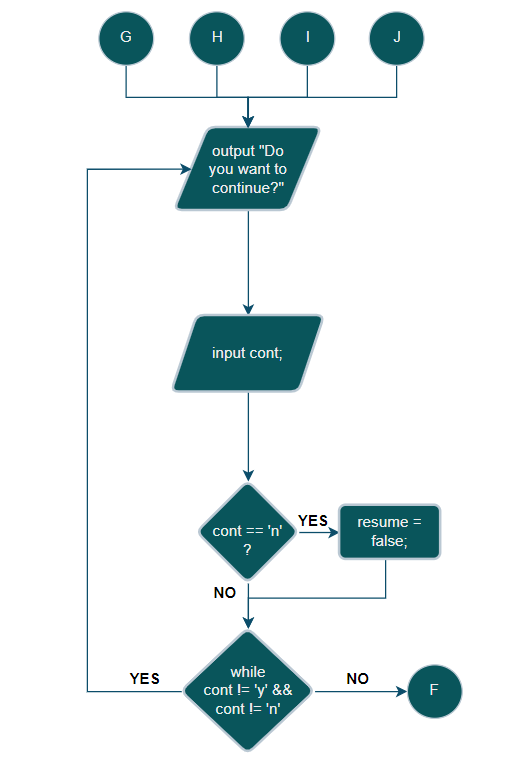 G
H
I
J
output "Do
you want to
continue?"
input cont;
cont == 'n'
?
YES
resume =
false;
NO
while
cont != 'y' &&
cont != 'n'
YES
NO
F